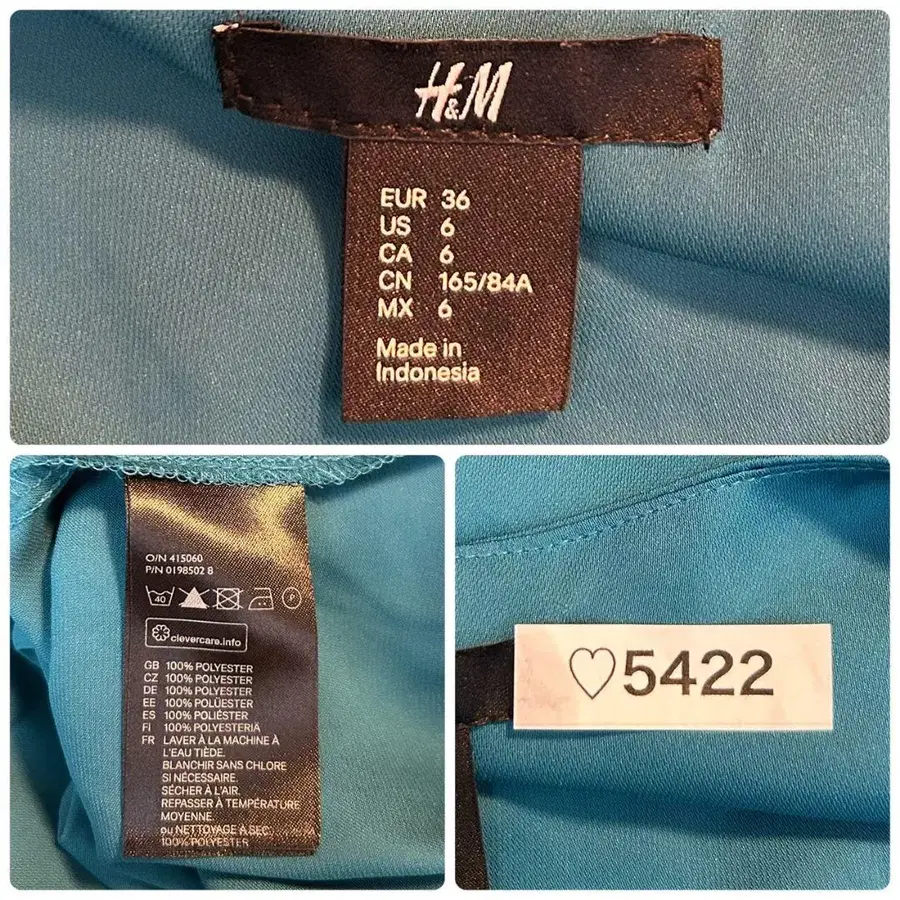 H&M
EUR 36
US 6
CA 6
CN 165/84A
MX 6
Made in
Indonesia
O/N 415060
P/N 0198502 8
40
P
clevercare.info
GB 100% POLYESTER
CZ 100% POLYESTER
DE 100% POLYESTER
EE 100% POLÜESTER
ES 100% POLIÉSTER
FI 100% POLYESTERIÄ
FR LAVER À LA MACHINE À
L'EAU TIÈDE.
BLANCHIR SANS CHLORE
SI NÉCESSAIRE.
SÉCHER À L'AIR.
REPASSER À TEMPÉRATURE
MOYENNE.
ou NETTOYAGE À SEC.
100% POLYESTER
♡5422